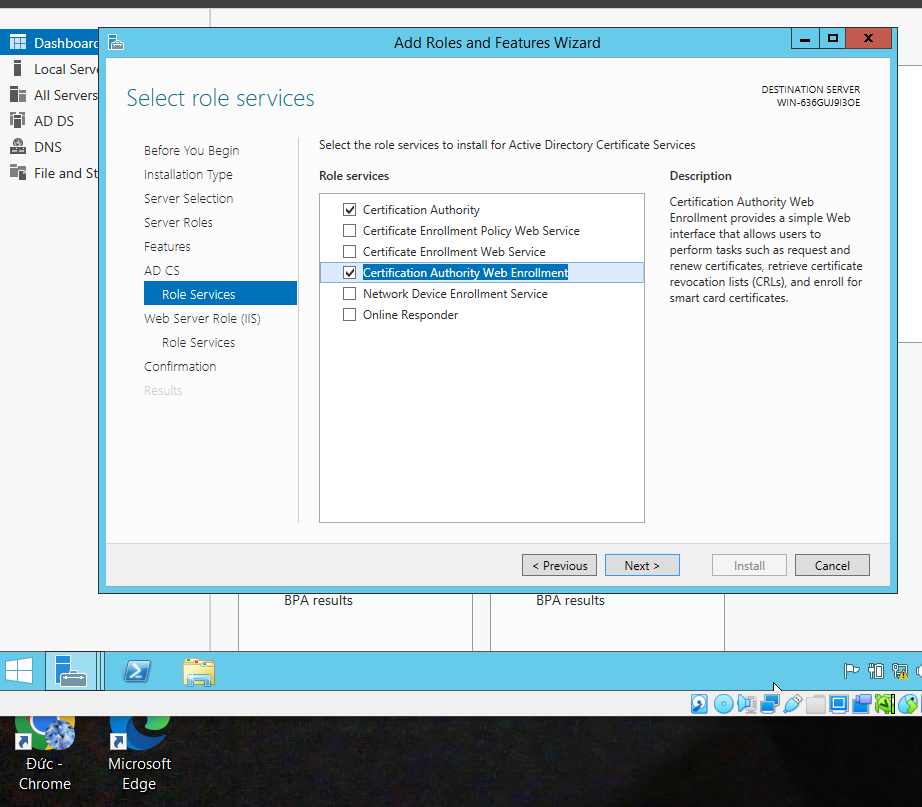 Add Roles and Features Wizard
Dashboard
Local Serve
All Servers
AD DS
DNS
File and St
Select role services
DESTINATION SERVER
WIN-636GUJ9I3OE
Before You Begin
Installation Type
Server Selection
Server Roles
Features
AD CS
Role Services
Web Server Role (IIS)
Role Services
Confirmation
Results
Select the role services to install for Active Directory Certificate Services
Role services
Certification Authority
Certificate Enrollment Policy Web Service
Certificate Enrollment Web Service
Certification Authority Web Enrollment
Network Device Enrollment Service
Online Responder
Description
Certification Authority Web
Enrollment provides a simple Web
interface that allows users to
perform tasks such as request and
renew certificates, retrieve certificate
revocation lists (CRLs), and enroll for
smart card certificates.
< Previous
Next >
Install
Cancel
BPA results
BPA results
Đức -
Chrome
Microsoft
Edge